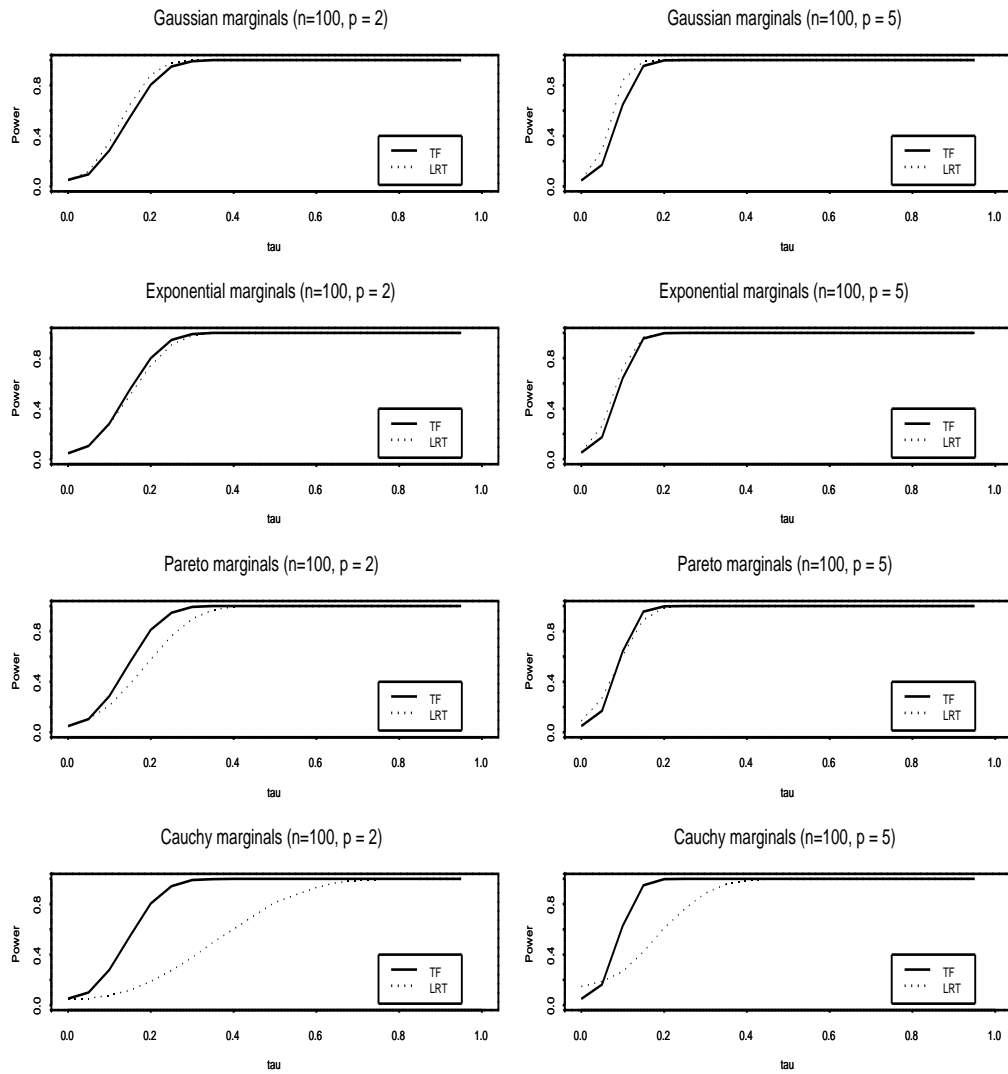 Gaussian marginals (n=100, p = 2)
Power
0.0 0.4 0.8
TF
LRT
0.0 0.2 0.4 0.6 0.8 1.0
tau
Gaussian marginals (n=100, p = 5)
Power
0.0 0.4 0.8
TF
LRT
0.0 0.2 0.4 0.6 0.8 1.0
tau
Exponential marginals (n=100, p = 2)
Power
0.0 0.4 0.8
TF
LRT
0.0 0.2 0.4 0.6 0.8 1.0
tau
Exponential marginals (n=100, p = 5)
Power
0.0 0.4 0.8
TF
LRT
0.0 0.2 0.4 0.6 0.8 1.0
tau
Pareto marginals (n=100, p = 2)
Power
0.0 0.4 0.8
TF
LRT
0.0 0.2 0.4 0.6 0.8 1.0
tau
Pareto marginals (n=100, p = 5)
Power
0.0 0.4 0.8
TF
LRT
0.0 0.2 0.4 0.6 0.8 1.0
tau
Cauchy marginals (n=100, p = 2)
Power
0.0 0.4 0.8
TF
LRT
0.0 0.2 0.4 0.6 0.8 1.0
tau
Cauchy marginals (n=100, p = 5)
Power
0.0 0.4 0.8
TF
LRT
0.0 0.2 0.4 0.6 0.8 1.0
tau